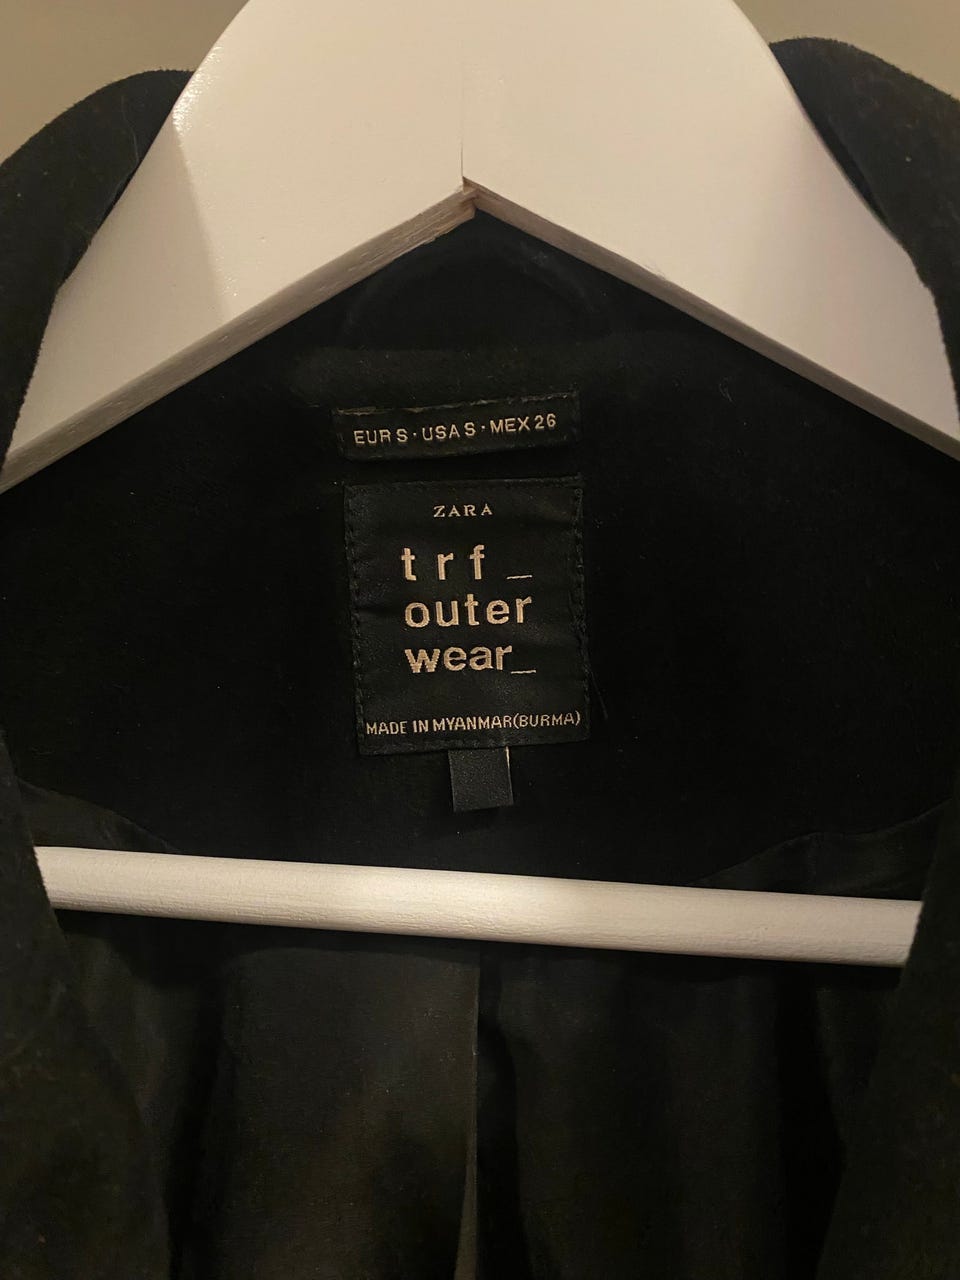 EUR S · USA S · MEX 26
ZARA
trf_
outer
wear_
MADE IN MYANMAR(BURMA)